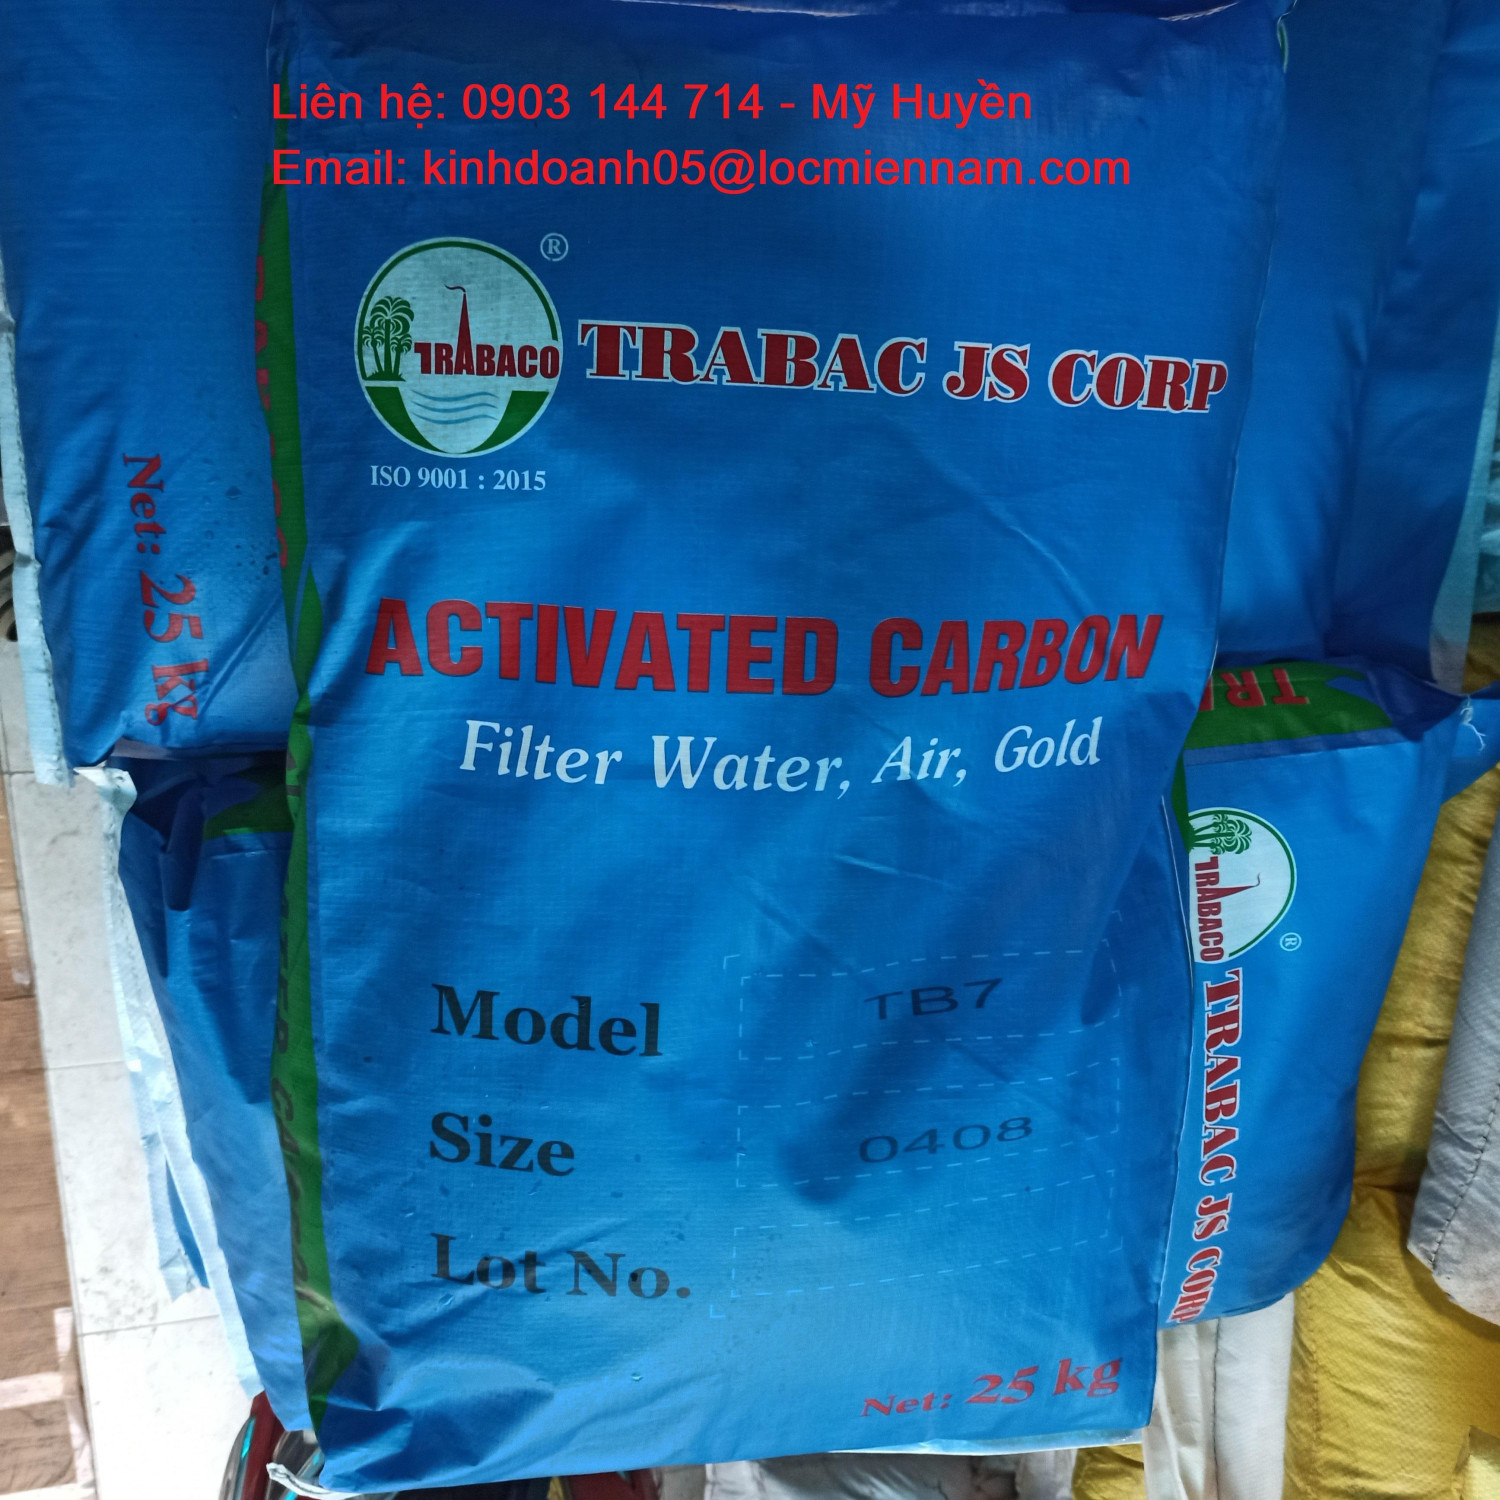 Liên hệ: 0903 144 714 - Mỹ Huyền
Email: kinhdoanh05@locmiennam.com
®
TRABACO
TRABAC JS CORP
ISO 9001 : 2015
ACTIVATED CARBON
Filter Water, Air, Gold
Model TB7
Size 0408
Lot No.
Net: 25 kg
Net: 25 kg
TRA
TRABACO
®
TRABAC JS CORP